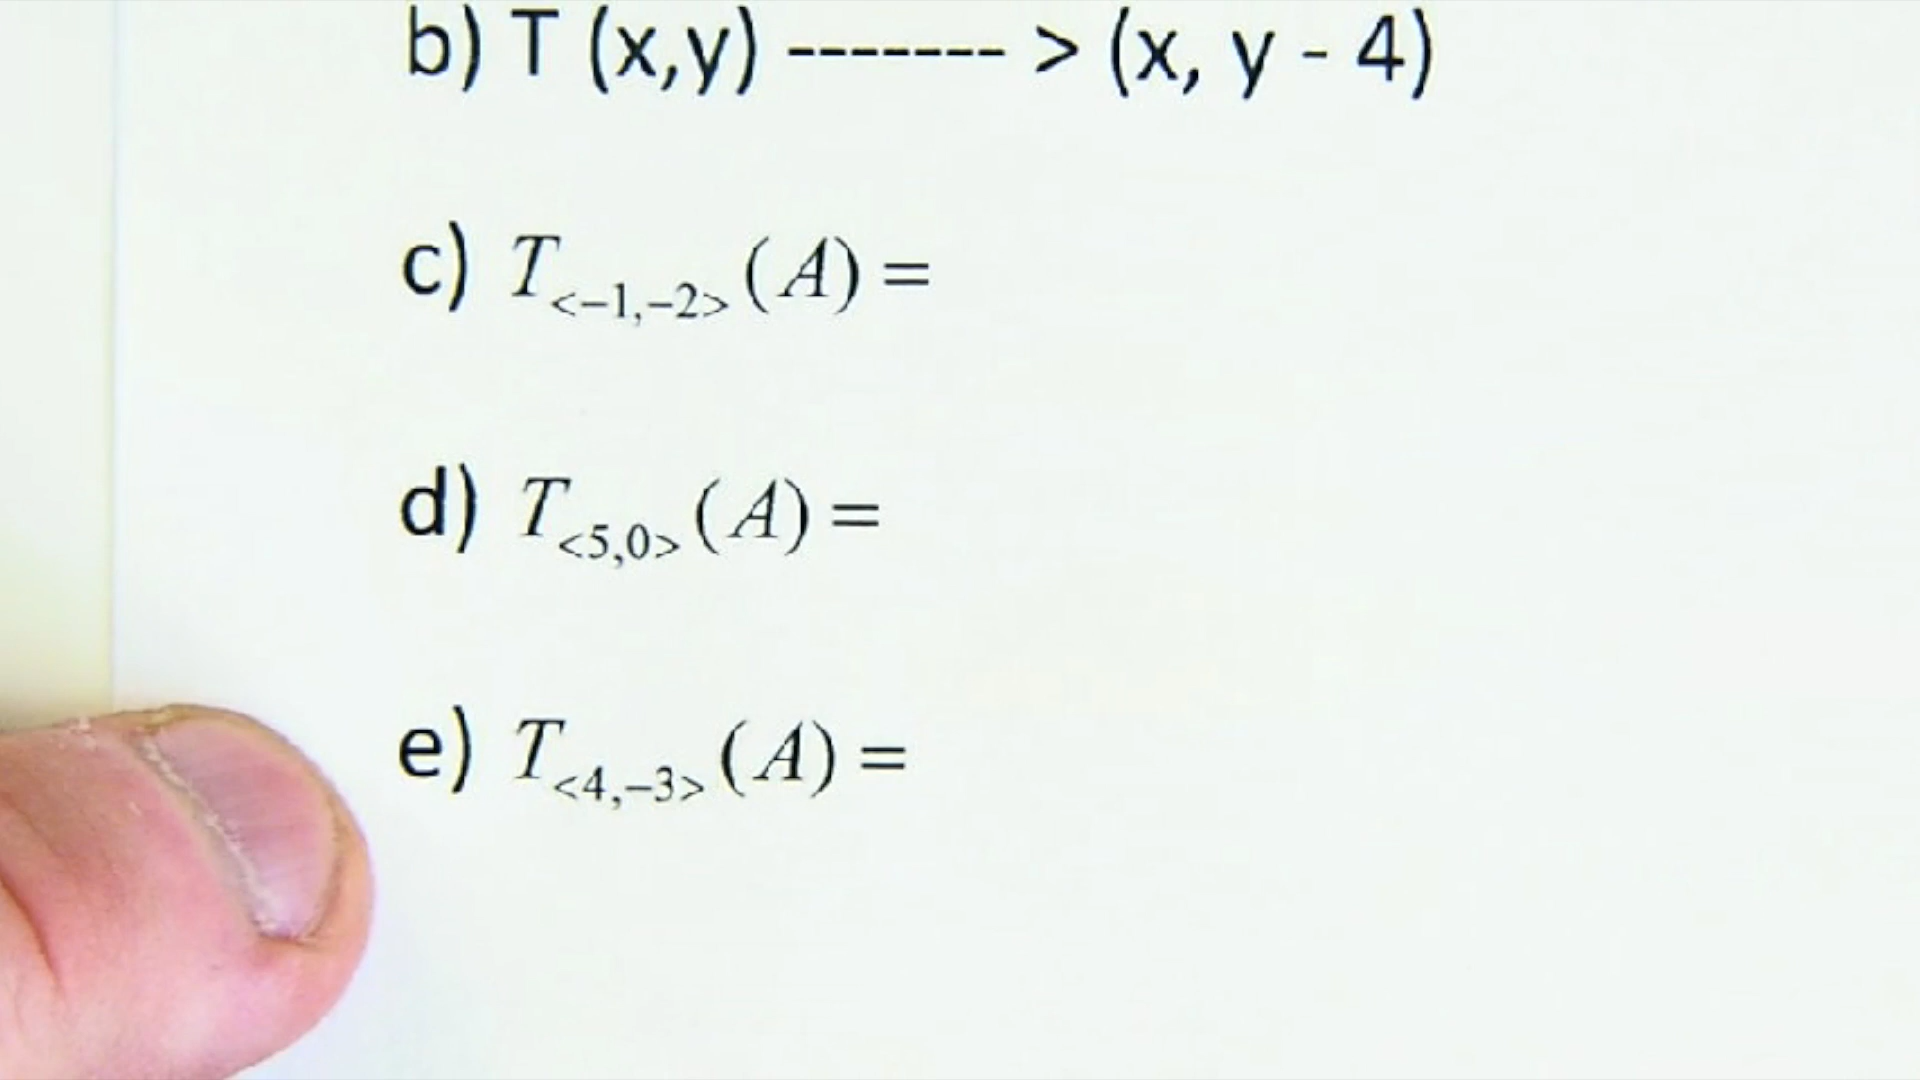 b) T (x,y) ------- > (x, y - 4)
c) T<-1,-2> (A) =
d) T<5,0> (A) =
e) T<4,-3> (A) =